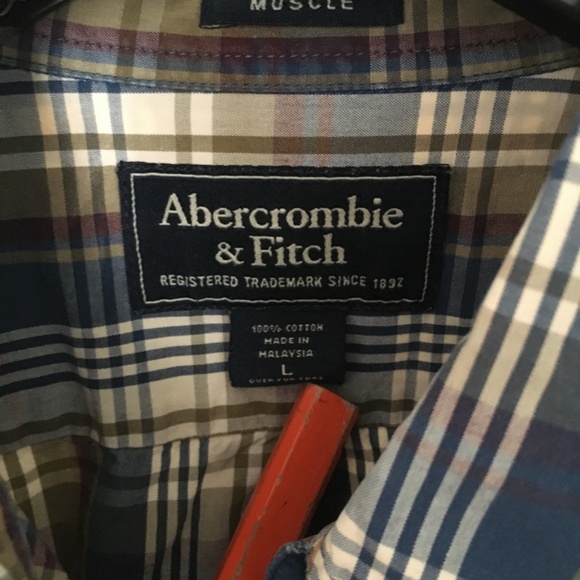 MUSCLE
Abercrombie
& Fitch
REGISTERED TRADEMARK SINCE 1892
100% COTTON
MADE IN
MALAYSIA
L